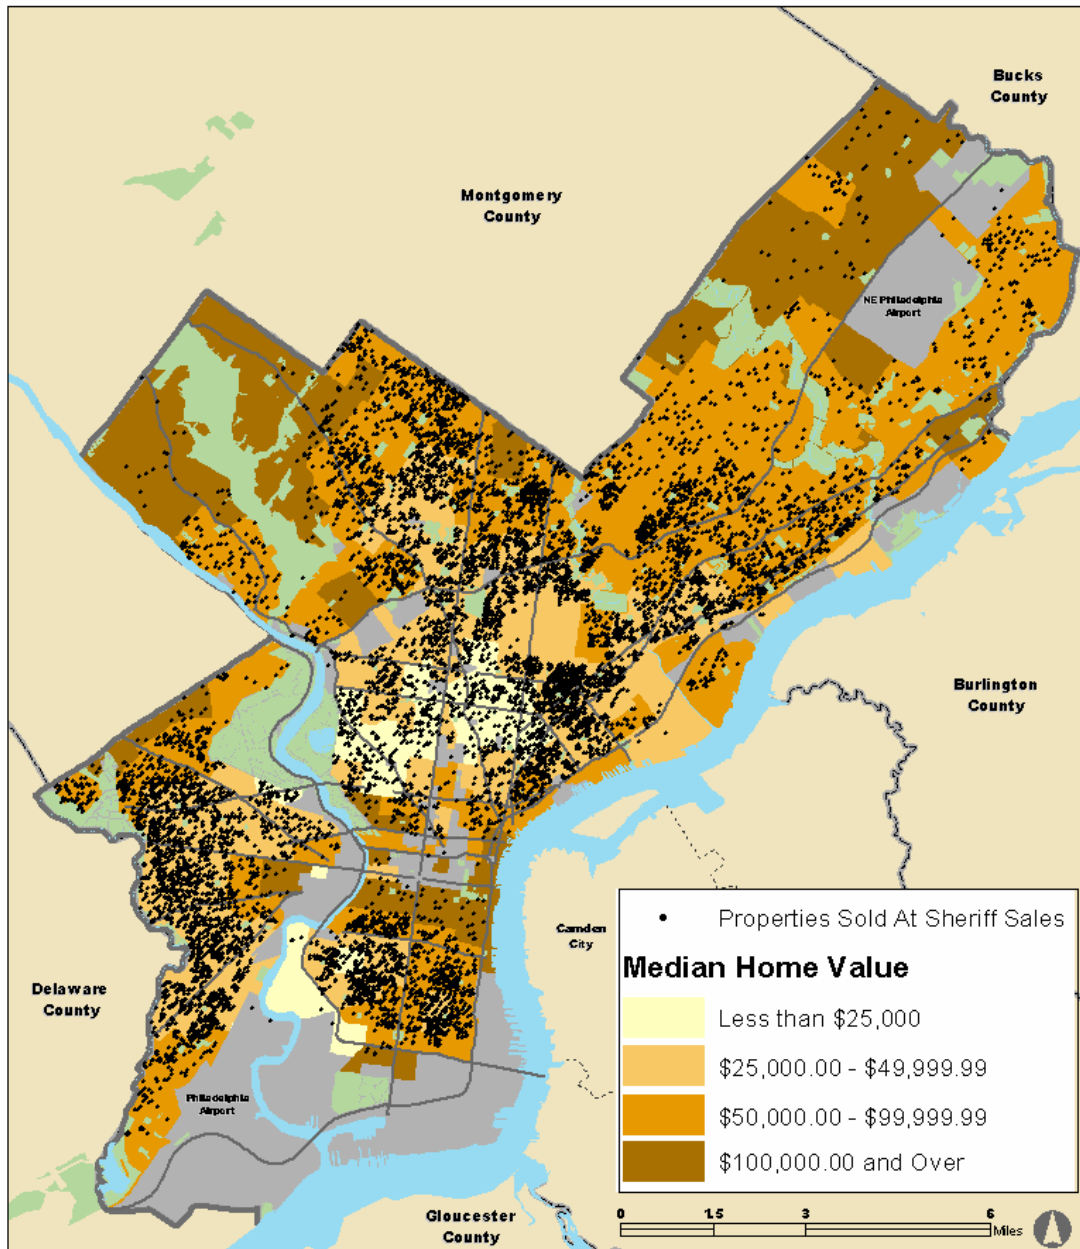 Bucks
County
Montgomery
County
NE Philadelphia
Airport
Burlington
County
Camden
City
Delaware
County
Philadelphia
Airport
Gloucester
County
Properties Sold At Sheriff Sales
Median Home Value
Less than $25,000
$25,000.00 - $49,999.99
$50,000.00 - $99,999.99
$100,000.00 and Over
0 1.5 3 6
Miles